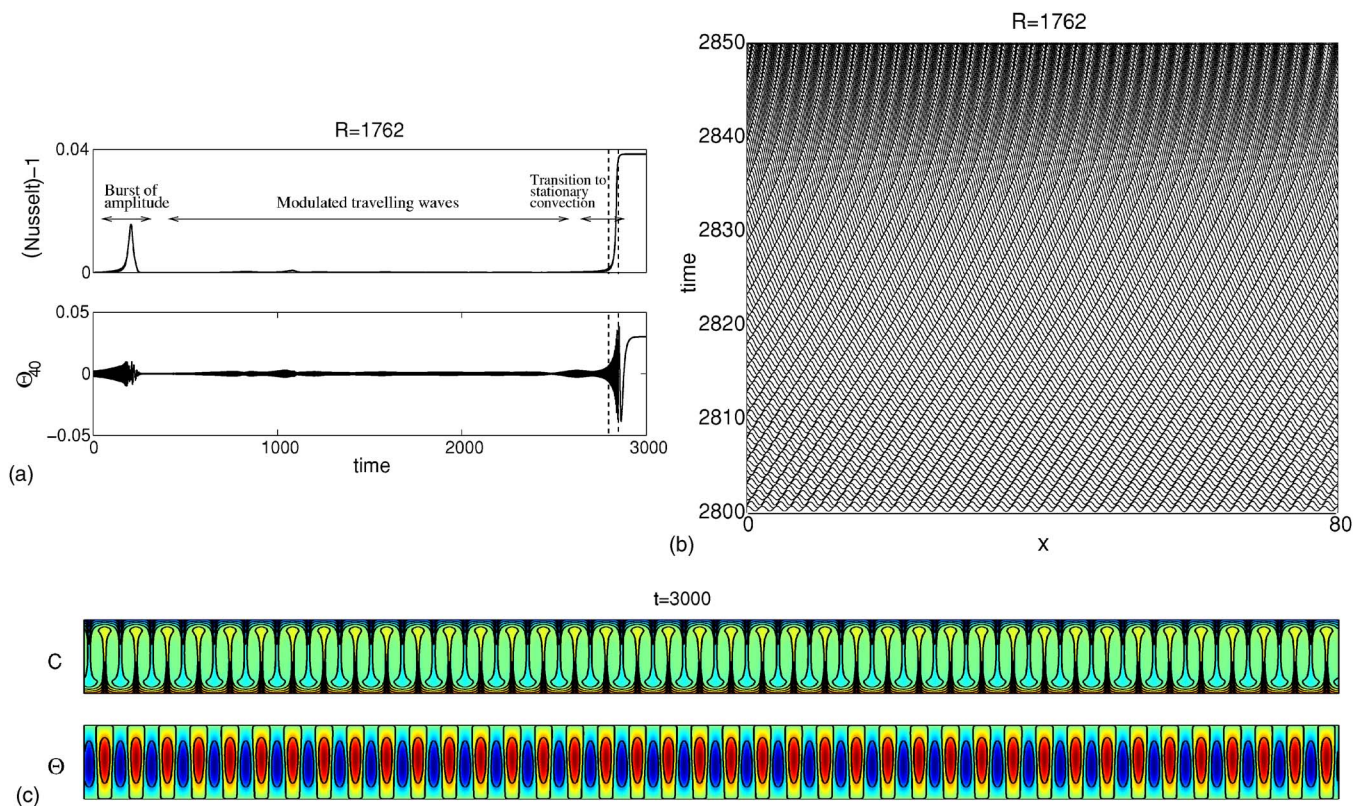 R=1762
0.04
(Nusselt)−1
Burst of
amplitude
Modulated travelling waves
Transition to
stationary
convection
0
0.05
Θ40
0
−0.05
0
1000
2000
3000
time
(a)
R=1762
2850
2840
2830
time
2820
2810
2800
0
80
x
(b)
t=3000
C
Θ
(c)